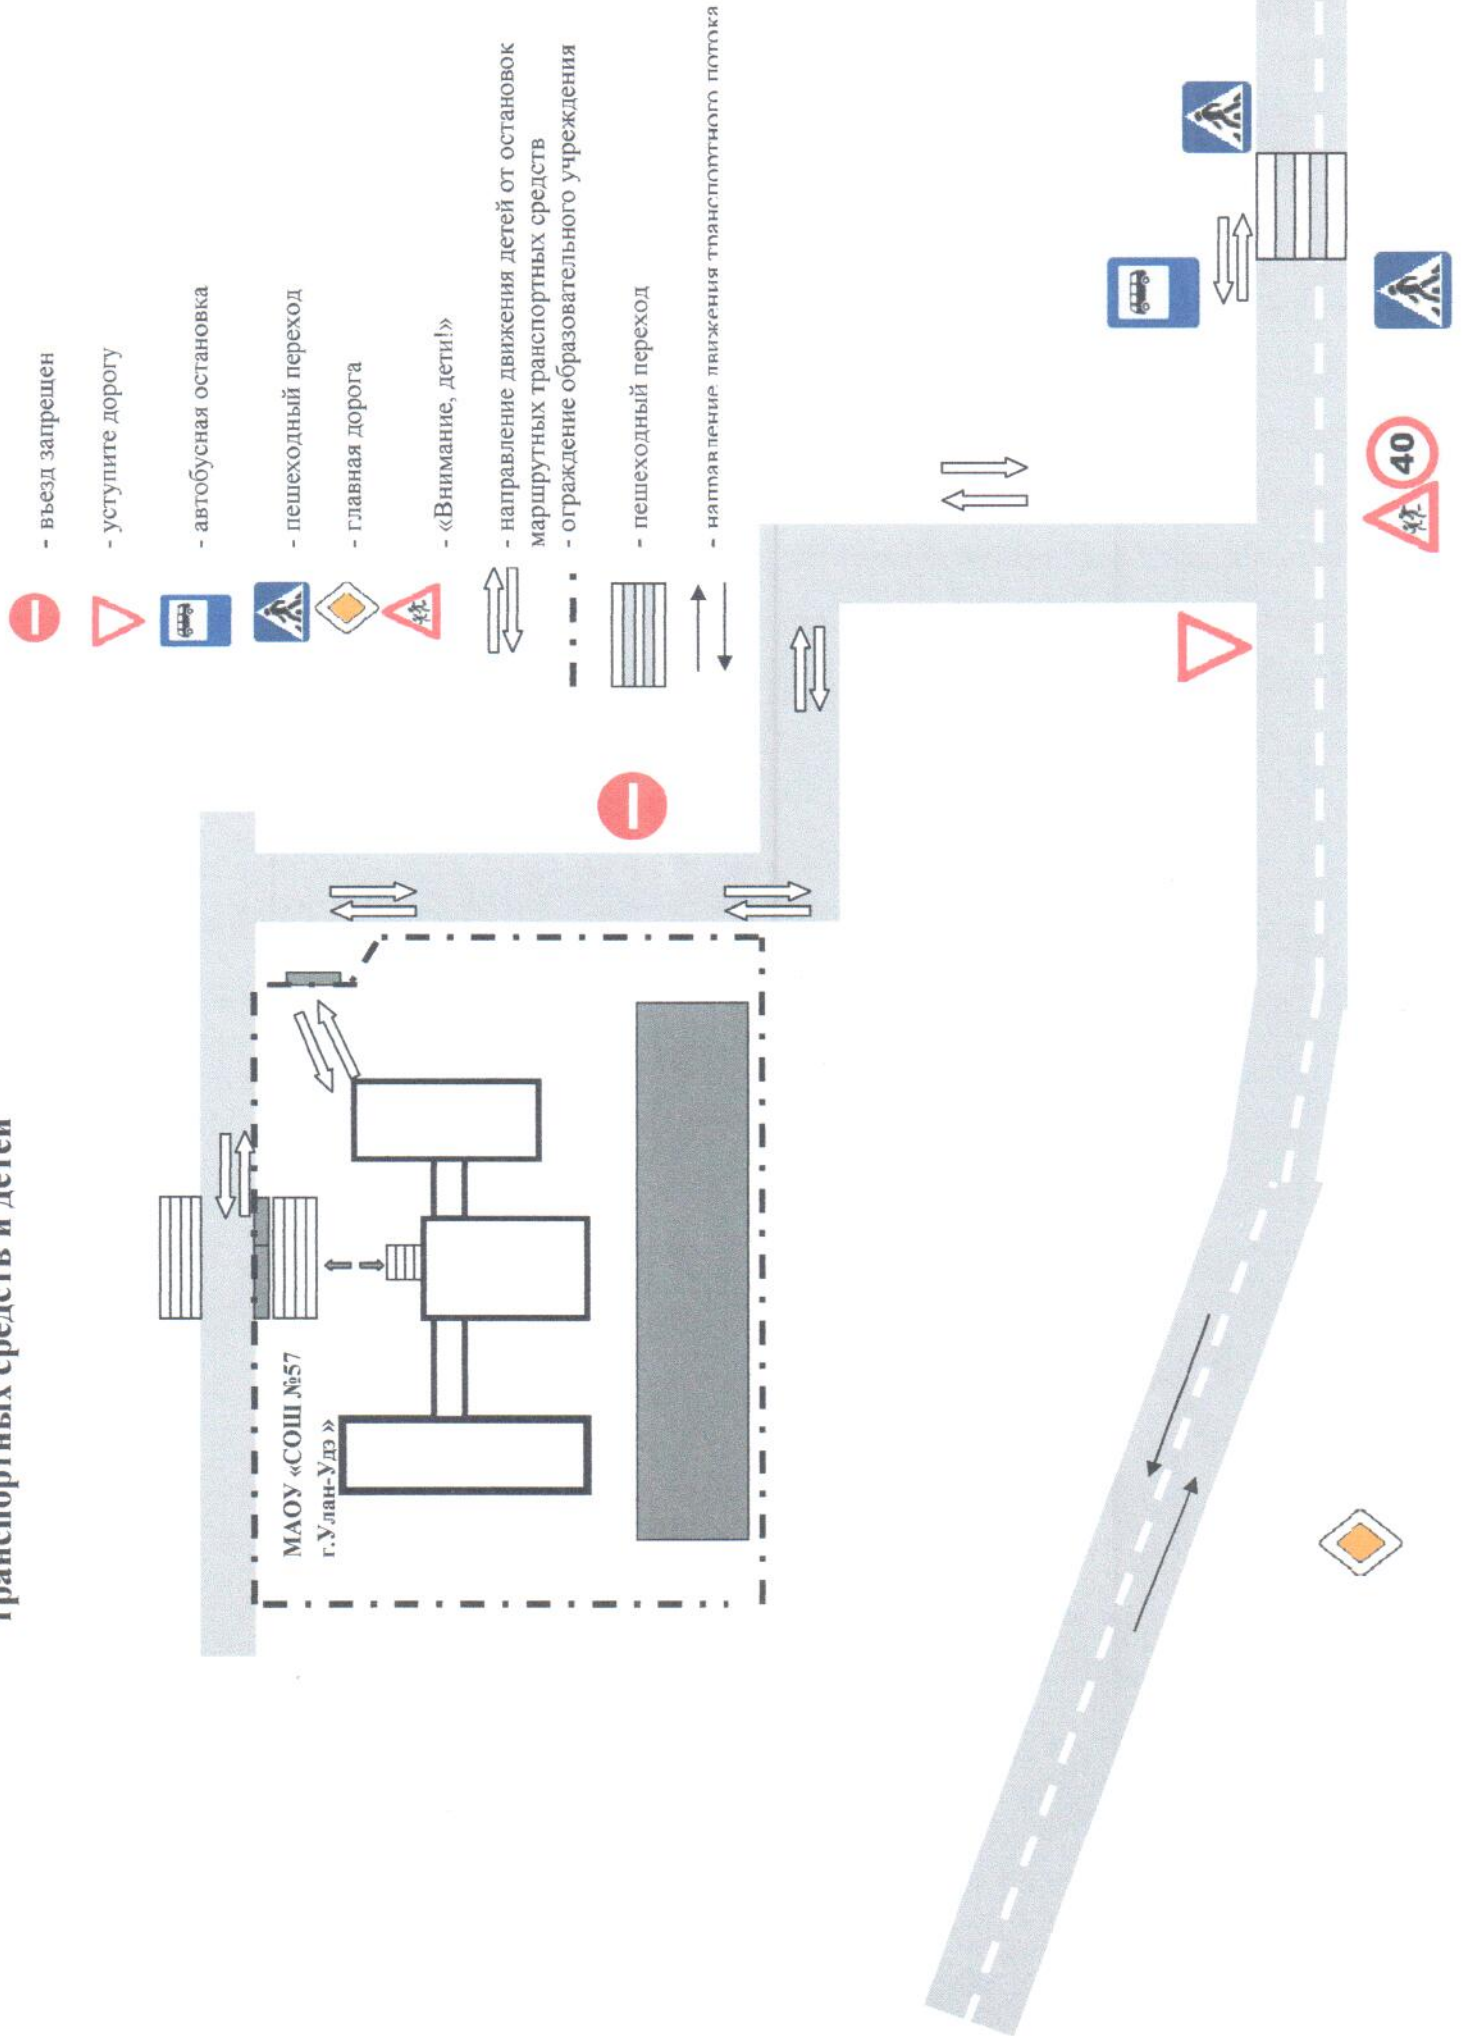 транспортных средств и детей
- въезд запрещен
- уступите дорогу
- автобусная остановка
- пешеходный переход
- главная дорога
- «Внимание, дети!»
- направление движения детей от остановок
маршрутных транспортных средств
- ограждение образовательного учреждения
- пешеходный переход
- направление движения транспортного потока
МАОУ «СОШ №57
г.Улан-Удэ »
40